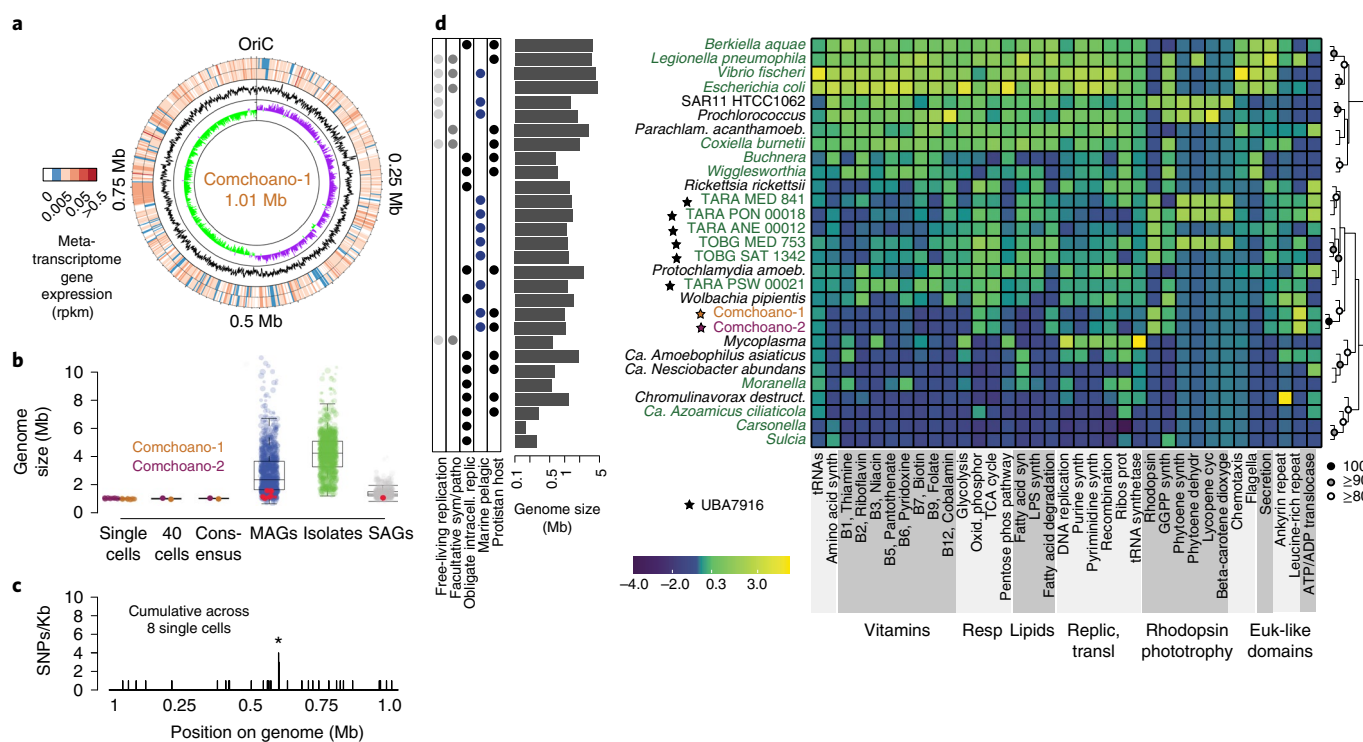 a
OriC
0.75 Mb
0.25 Mb
0.5 Mb
Comchoano-1
1.01 Mb
0
0.005
0.05
>0.5
Meta-
transcriptome
gene
expression
(rpkm)
b
Genome
size (Mb)
10
8
6
4
2
0
Comchoano-1
Comchoano-2
Single
cells
40
cells
Cons-
ensus
MAGs
Isolates
SAGs
c
SNPs/Kb
10
8
6
4
2
0
Cumulative across
8 single cells
*
1
0.25
0.5
0.75
1.0
Position on genome (Mb)
d
Free-living replication
Facultative sym/patho
Obligate intracell. replic
Marine pelagic
Protistan host
0.1
0.5
1
5
Genome size
(Mb)
Berkiella aquae
Legionella pneumophila
Vibrio fischeri
Escherichia coli
SAR11 HTCC1062
Prochlorococcus
Parachlam. acanthamoeb.
Coxiella burnetii
Buchnera
Wigglesworthia
Rickettsia rickettsii
TARA MED 841
TARA PON 00018
TARA ANE 00012
TOBG MED 753
TOBG SAT 1342
Protochlamydia amoeb.
TARA PSW 00021
Wolbachia pipientis
Comchoano-1
Comchoano-2
Mycoplasma
Ca. Amoebophilus asiaticus
Ca. Nesciobacter abundans
Moranella
Chromulinavorax destruct.
Ca. Azoamicus ciliaticola
Carsonella
Sulcia
UBA7916
−4.0
−2.0
0.3
3.0
tRNAs
Amino acid synth
B1, Thiamine
B2, Riboflavin
B3, Niacin
B5, Pantothenate
B6, Pyridoxine
B7, Biotin
B9, Folate
B12, Cobalamin
Glycolysis
Oxid. phosphor
TCA cycle
Pentose phos pathway
Fatty acid syn
LPS synth
Fatty acid degradation
DNA replication
Purine synth
Pyrimidine synth
Recombination
Ribos prot
tRNA synthetase
Rhodopsin
GGPP synth
Phytoene synth
Phytoene dehydr
Lycopene cyc
Beta-carotene dioxyge
Chemotaxis
Flagella
Secretion
Ankyrin repeat
Leucine-rich repeat
ATP/ADP translocase
Vitamins
Resp
Lipids
Replic,
transl
Rhodopsin
phototrophy
Euk-like
domains
100
≥90
≥80